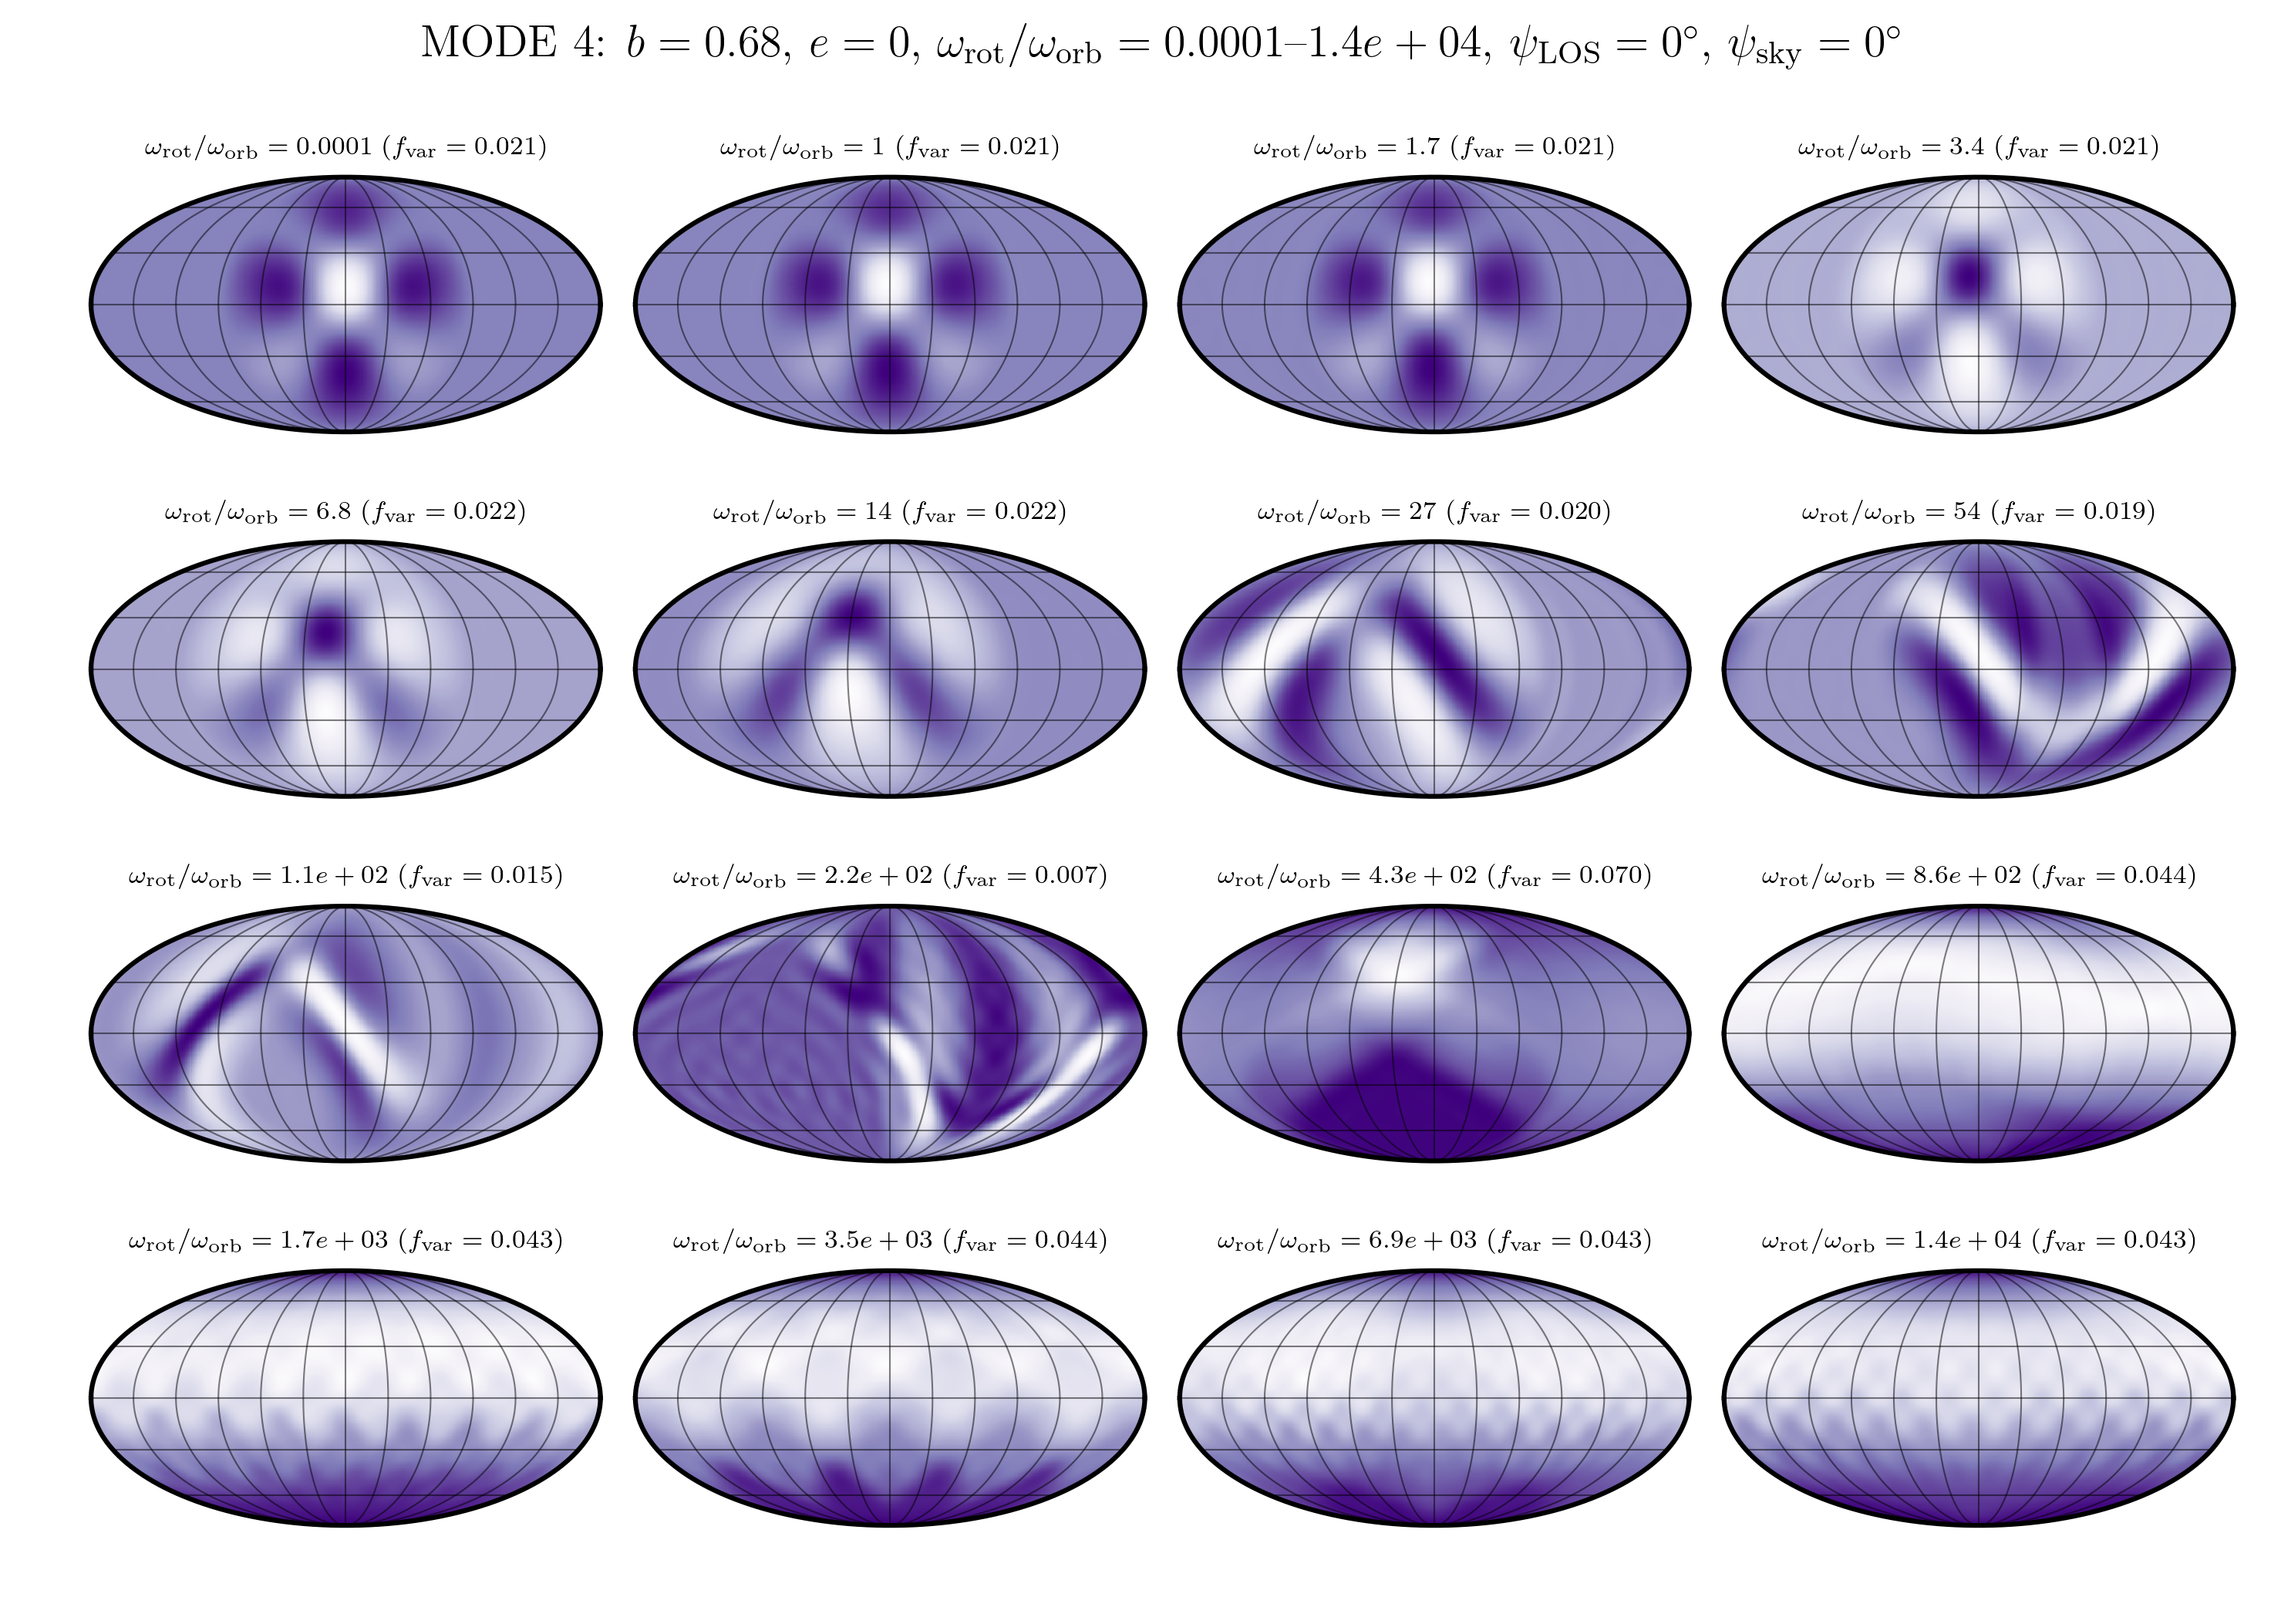 MODE 4: b = 0.68, e = 0, ω_rot/ω_orb = 0.0001–1.4e + 04, ψ_LOS = 0°, ψ_sky = 0°
ω_rot/ω_orb = 0.0001 (f_var = 0.021)
ω_rot/ω_orb = 1 (f_var = 0.021)
ω_rot/ω_orb = 1.7 (f_var = 0.021)
ω_rot/ω_orb = 3.4 (f_var = 0.021)
ω_rot/ω_orb = 6.8 (f_var = 0.022)
ω_rot/ω_orb = 14 (f_var = 0.022)
ω_rot/ω_orb = 27 (f_var = 0.020)
ω_rot/ω_orb = 54 (f_var = 0.019)
ω_rot/ω_orb = 1.1e + 02 (f_var = 0.015)
ω_rot/ω_orb = 2.2e + 02 (f_var = 0.007)
ω_rot/ω_orb = 4.3e + 02 (f_var = 0.070)
ω_rot/ω_orb = 8.6e + 02 (f_var = 0.044)
ω_rot/ω_orb = 1.7e + 03 (f_var = 0.043)
ω_rot/ω_orb = 3.5e + 03 (f_var = 0.044)
ω_rot/ω_orb = 6.9e + 03 (f_var = 0.043)
ω_rot/ω_orb = 1.4e + 04 (f_var = 0.043)